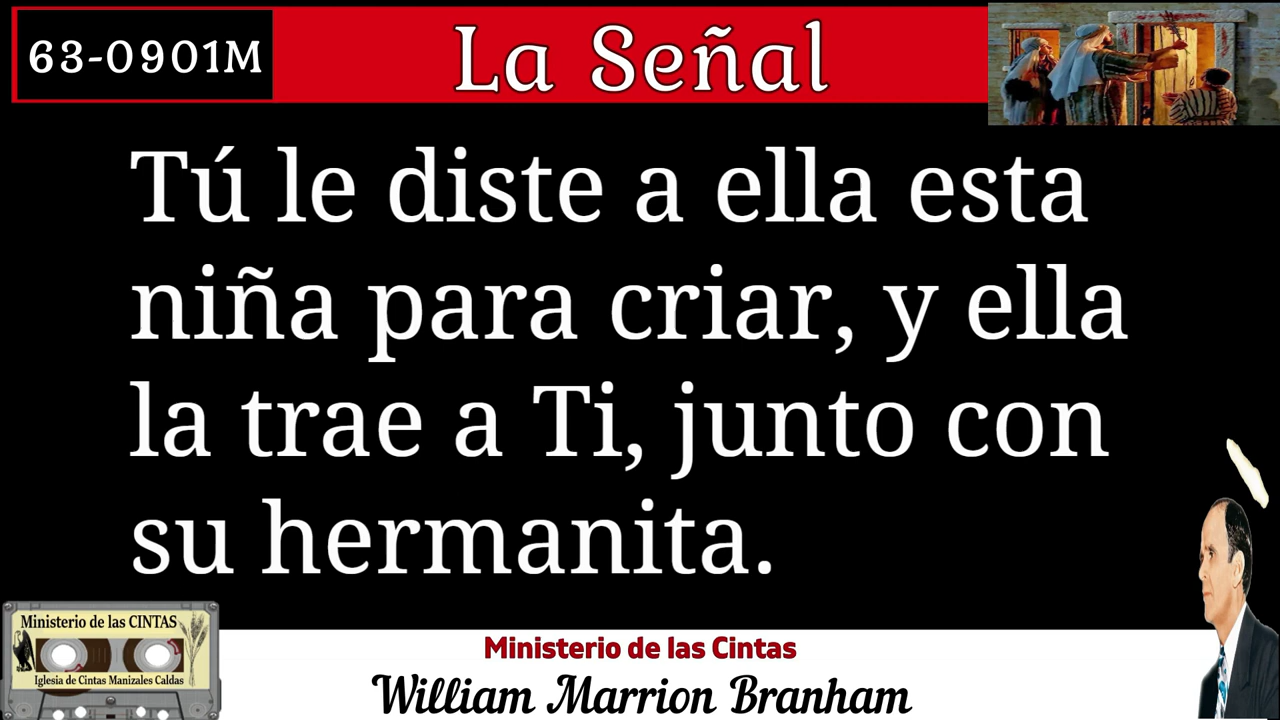 63-0901M
La Señal
Tú le diste a ella esta
niña para criar, y ella
la trae a Ti, junto con
su hermanita.
Ministerio de las CINTAS
Iglesia de Cintas Manizales Caldas
Ministerio de las Cintas
William Marrion Branham